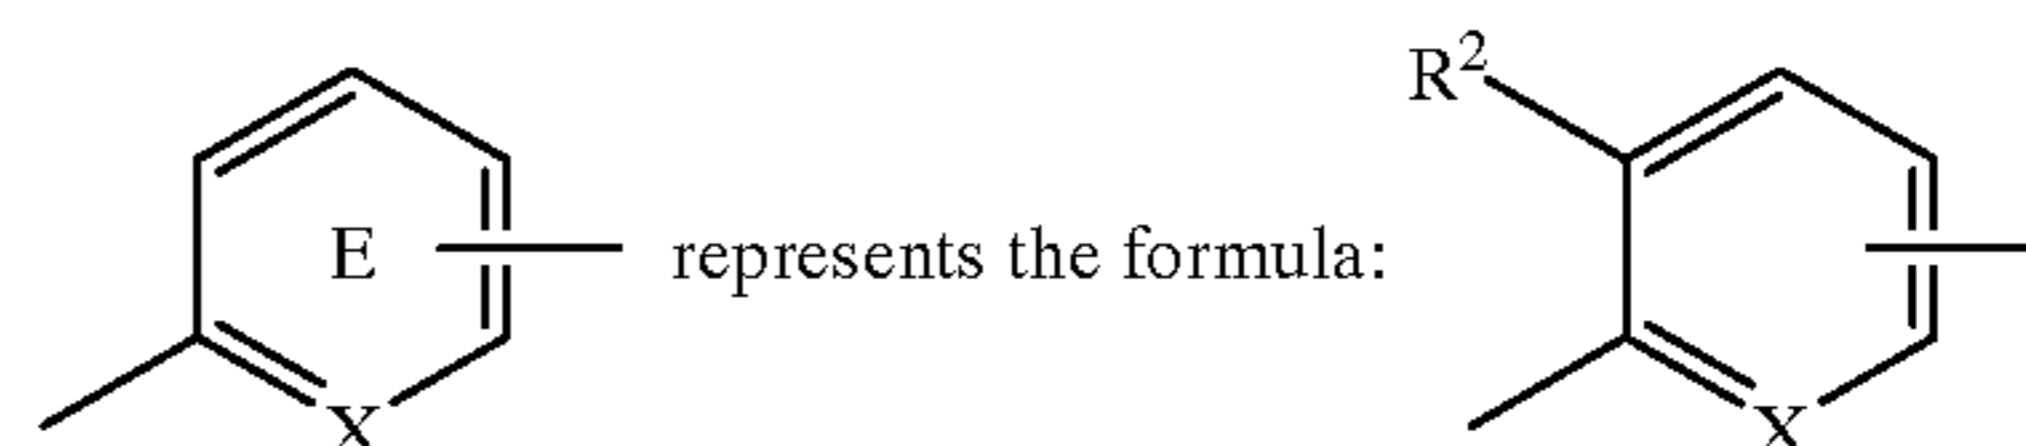 R²
E represents the formula:
X X